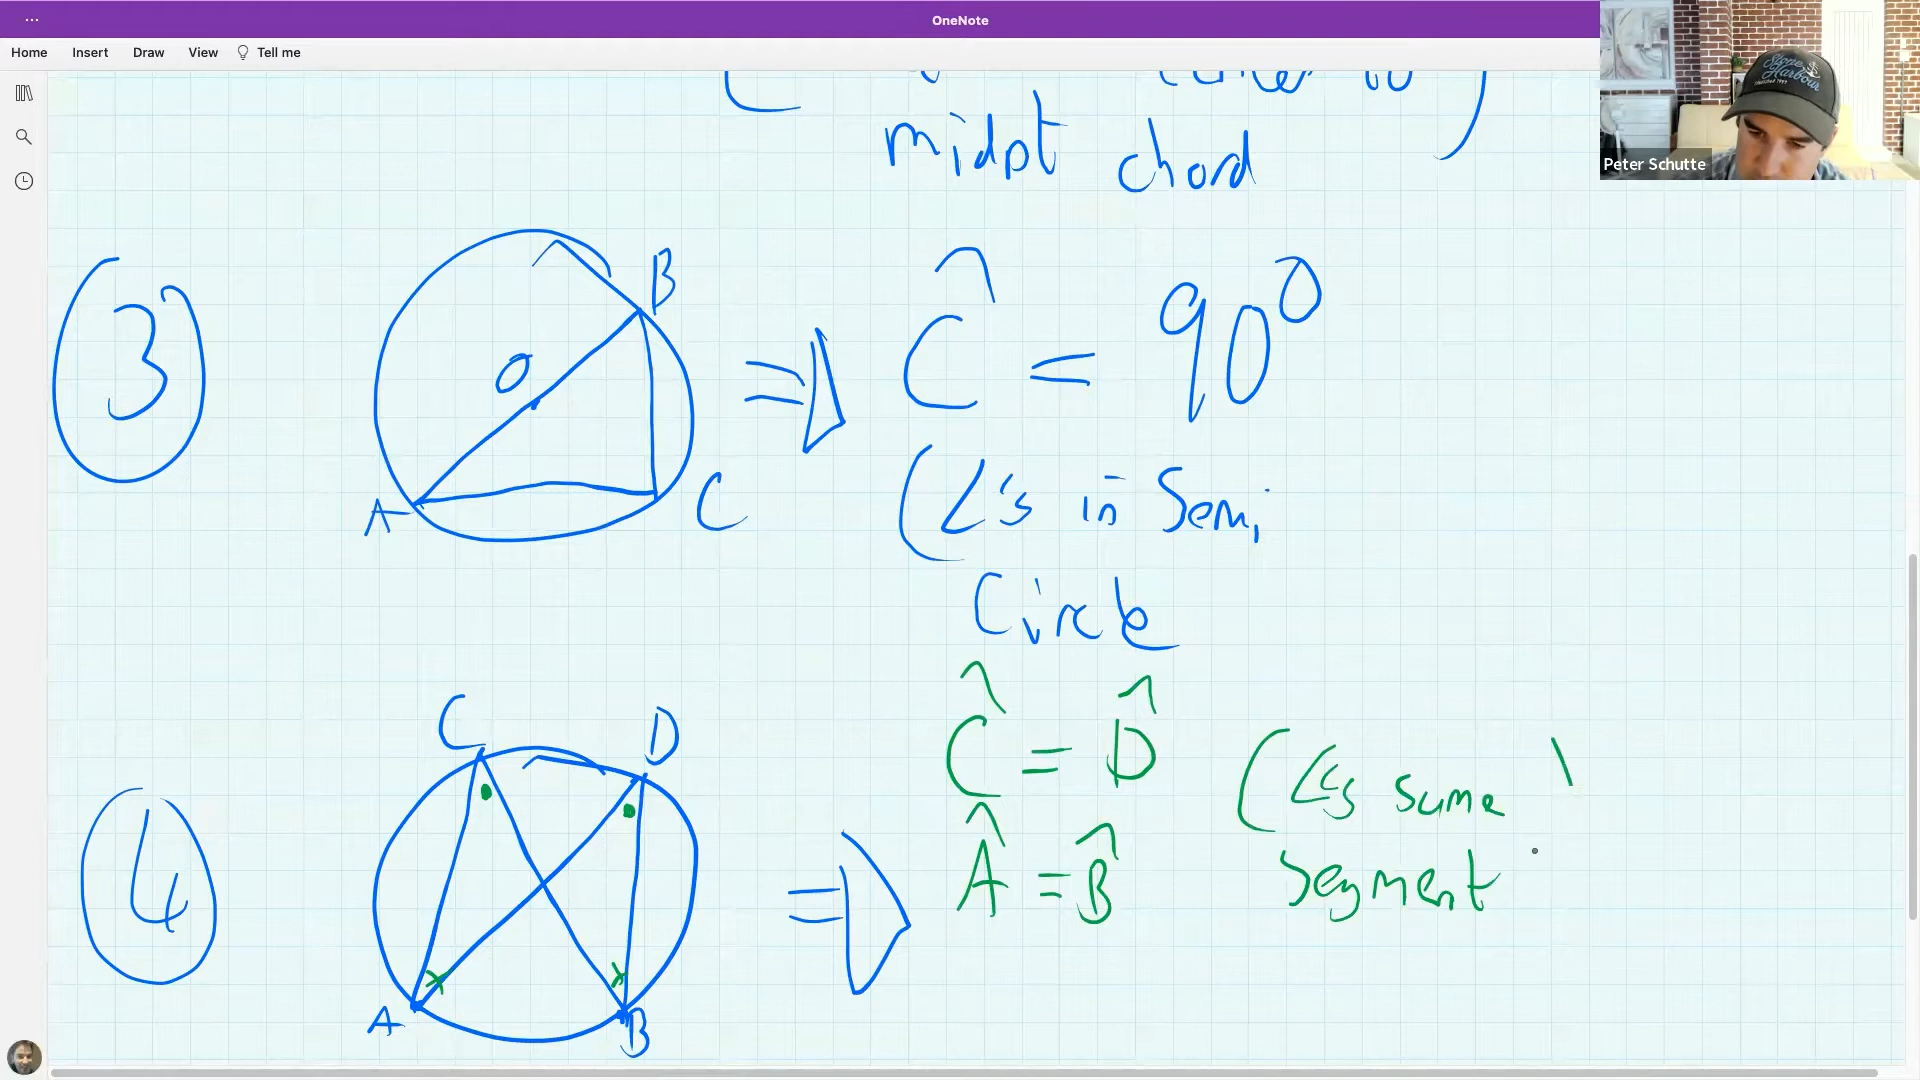 OneNote
Home Insert Draw View Tell me
Peter Schutte
midpt chord
3
B
O
A
C
Ĉ = 90°
(∠'s in Semi
Circle
4
C
D
A
B
Ĉ = D̂ (∠'s same
Â = B̂ Segment